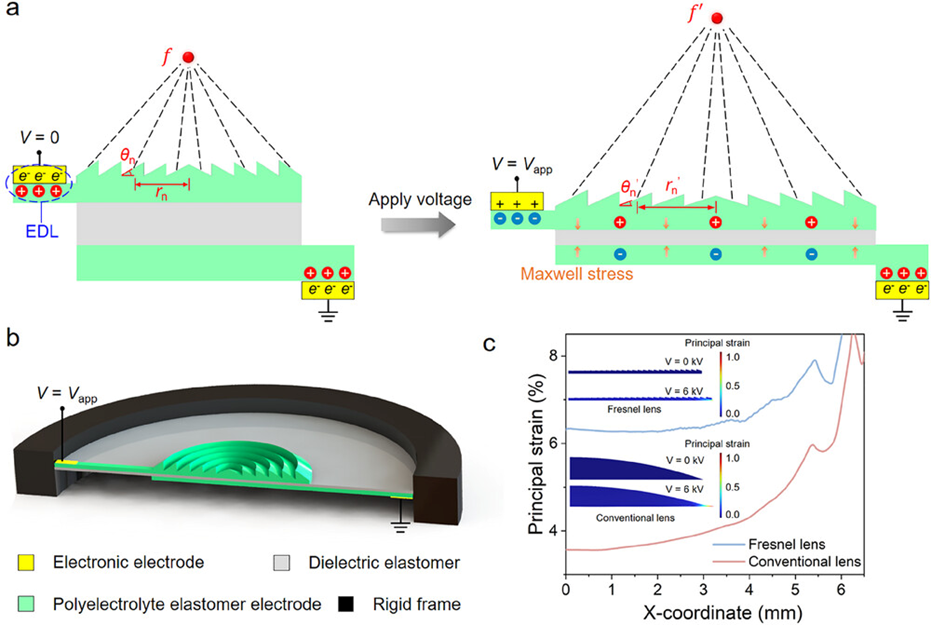 a
f
V = 0
e⁻ e⁻ e⁻
+ + +
EDL
θn
rn
e⁻ e⁻ e⁻
+ + +
Apply voltage
f'
V = Vapp
+ + +
- - -
θn'
rn'
+ + +
- - -
Maxwell stress
+ + +
e⁻ e⁻ e⁻
b
V = Vapp
Electronic electrode
Dielectric elastomer
Polyelectrolyte elastomer electrode
Rigid frame
c
Principal strain (%)
8
6
4
Principal strain
V = 0 kV
1.0
0.5
V = 6 kV
0.0
Fresnel lens
Principal strain
V = 0 kV
1.0
0.5
V = 6 kV
0.0
Conventional lens
Fresnel lens
Conventional lens
0 1 2 3 4 5 6
X-coordinate (mm)